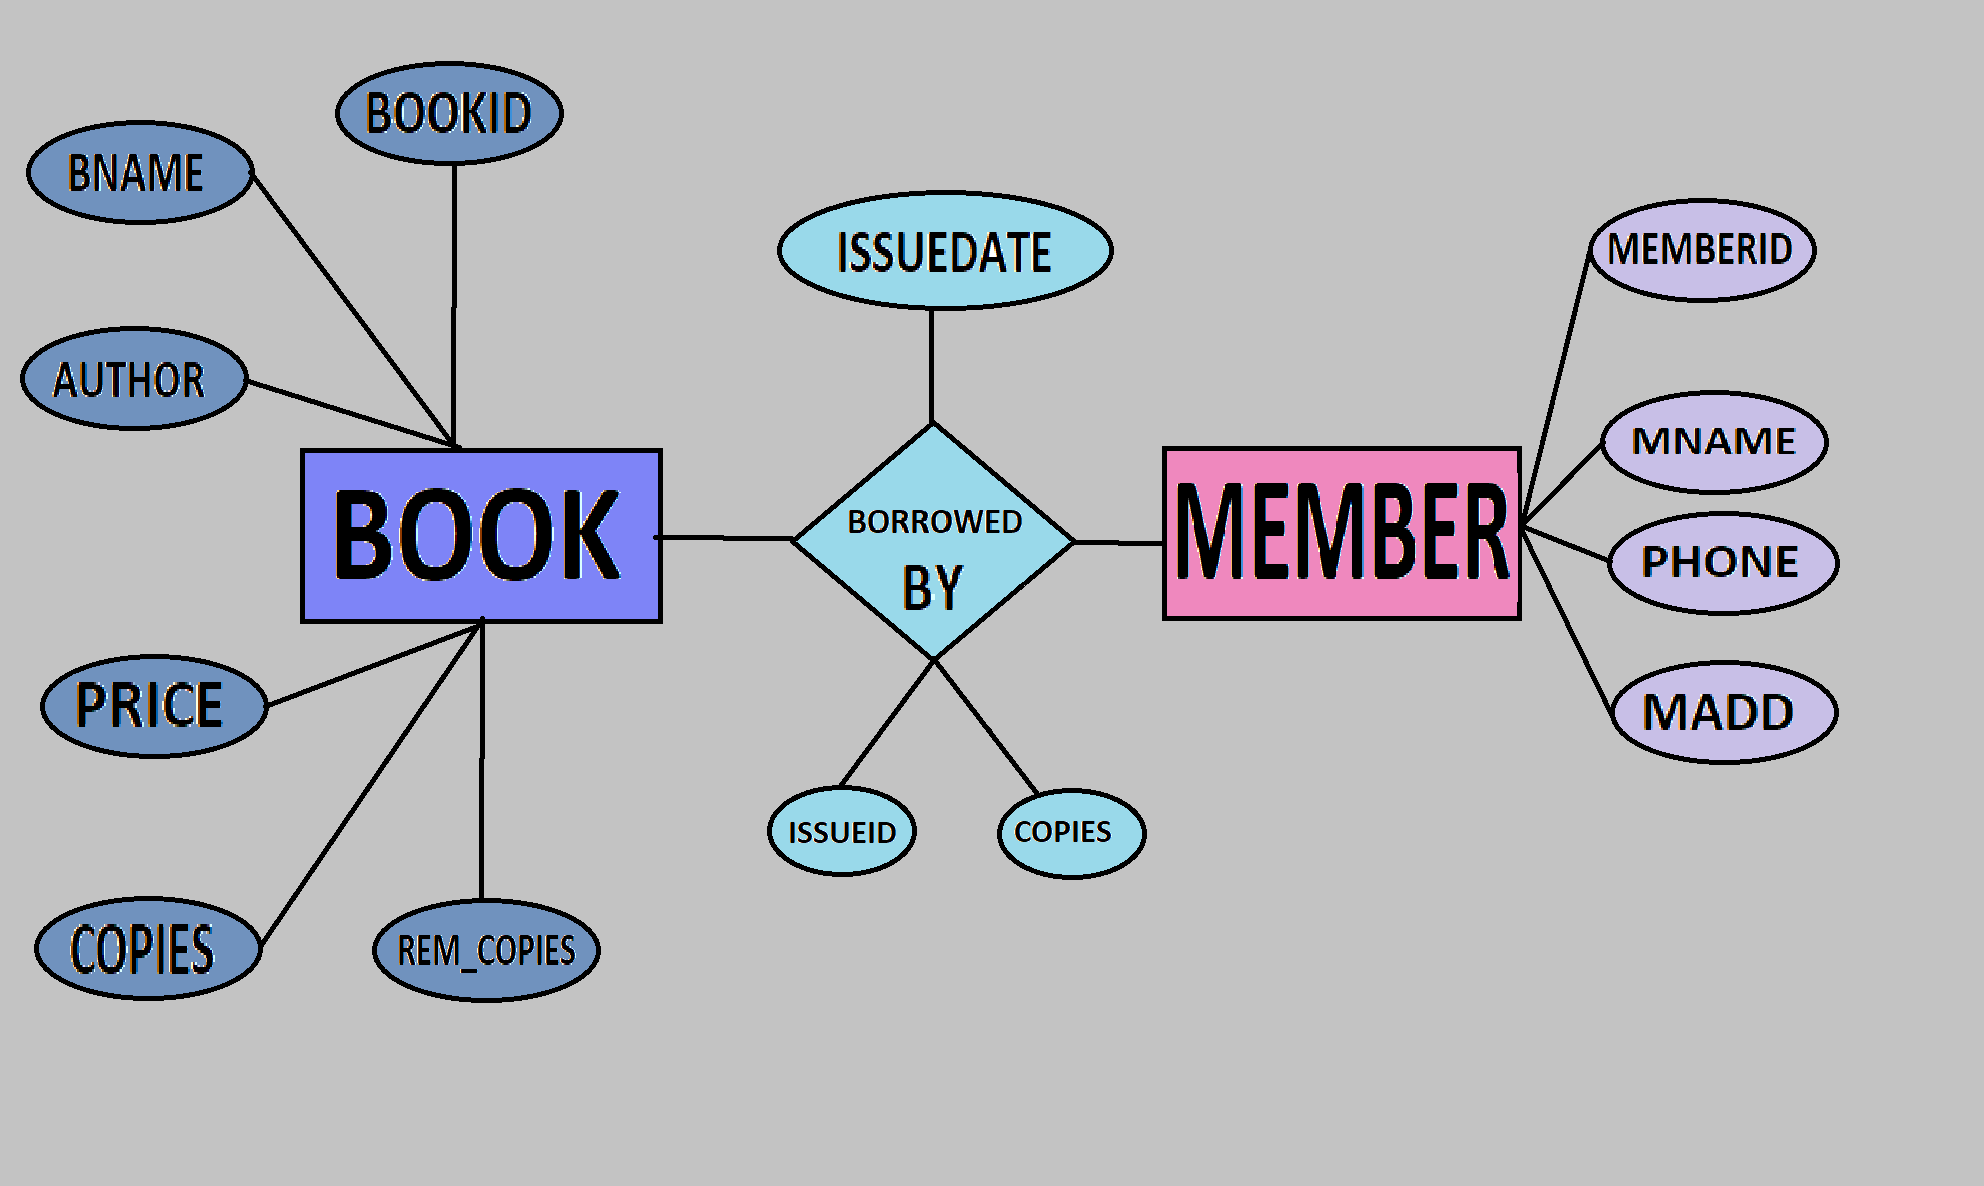 BOOKID
BNAME
AUTHOR
ISSUEDATE
MEMBERID
MNAME
PHONE
MADD
BOOK
BORROWED
BY
MEMBER
PRICE
COPIES
REM_COPIES
ISSUEID
COPIES